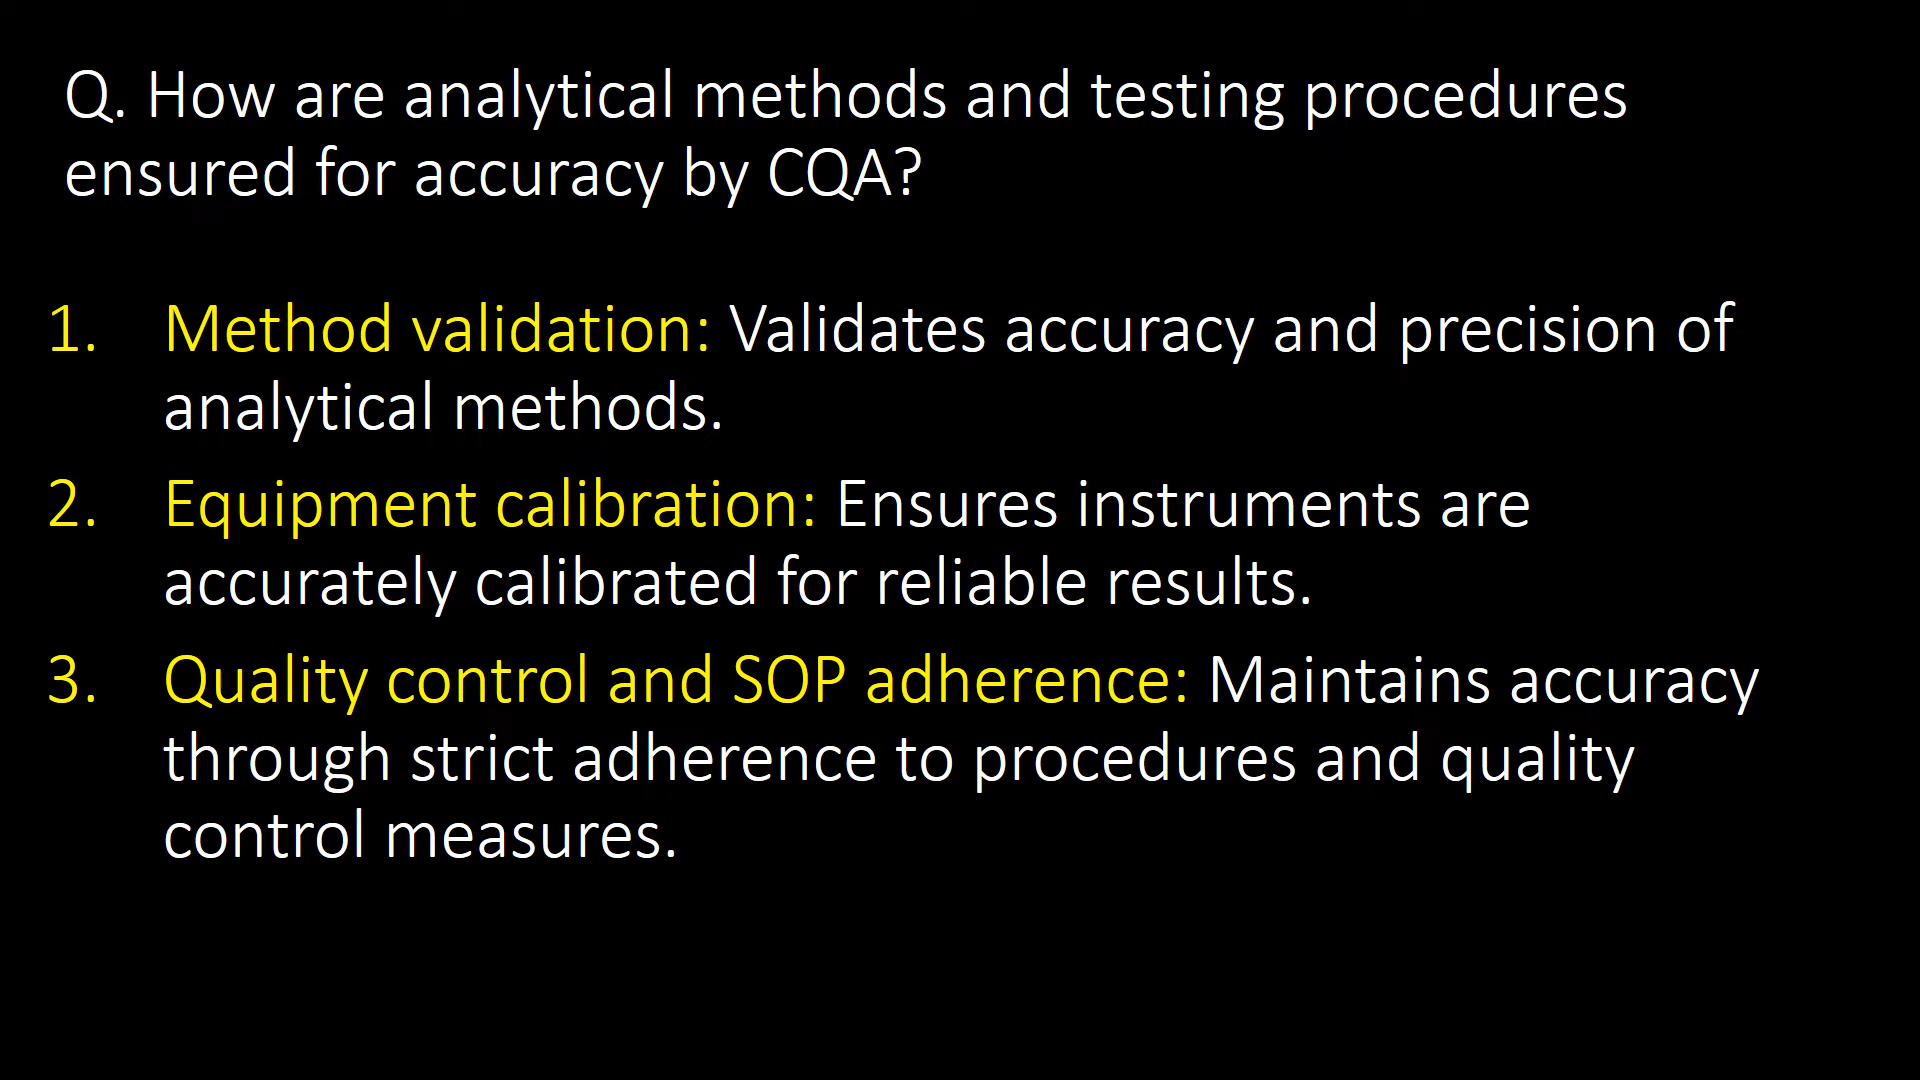 Q. How are analytical methods and testing procedures
ensured for accuracy by CQA?
1. Method validation: Validates accuracy and precision of
analytical methods.
2. Equipment calibration: Ensures instruments are
accurately calibrated for reliable results.
3. Quality control and SOP adherence: Maintains accuracy
through strict adherence to procedures and quality
control measures.